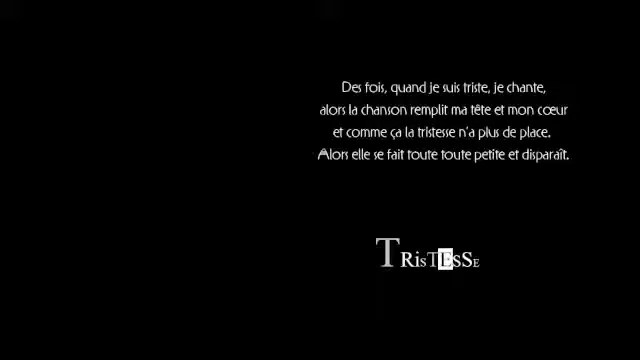 Des fois, quand je suis triste, je chante,
alors la chanson remplit ma tête et mon cœur
et comme ça la tristesse n'a plus de place.
Alors elle se fait toute toute petite et disparaît.
TRisTEsSE